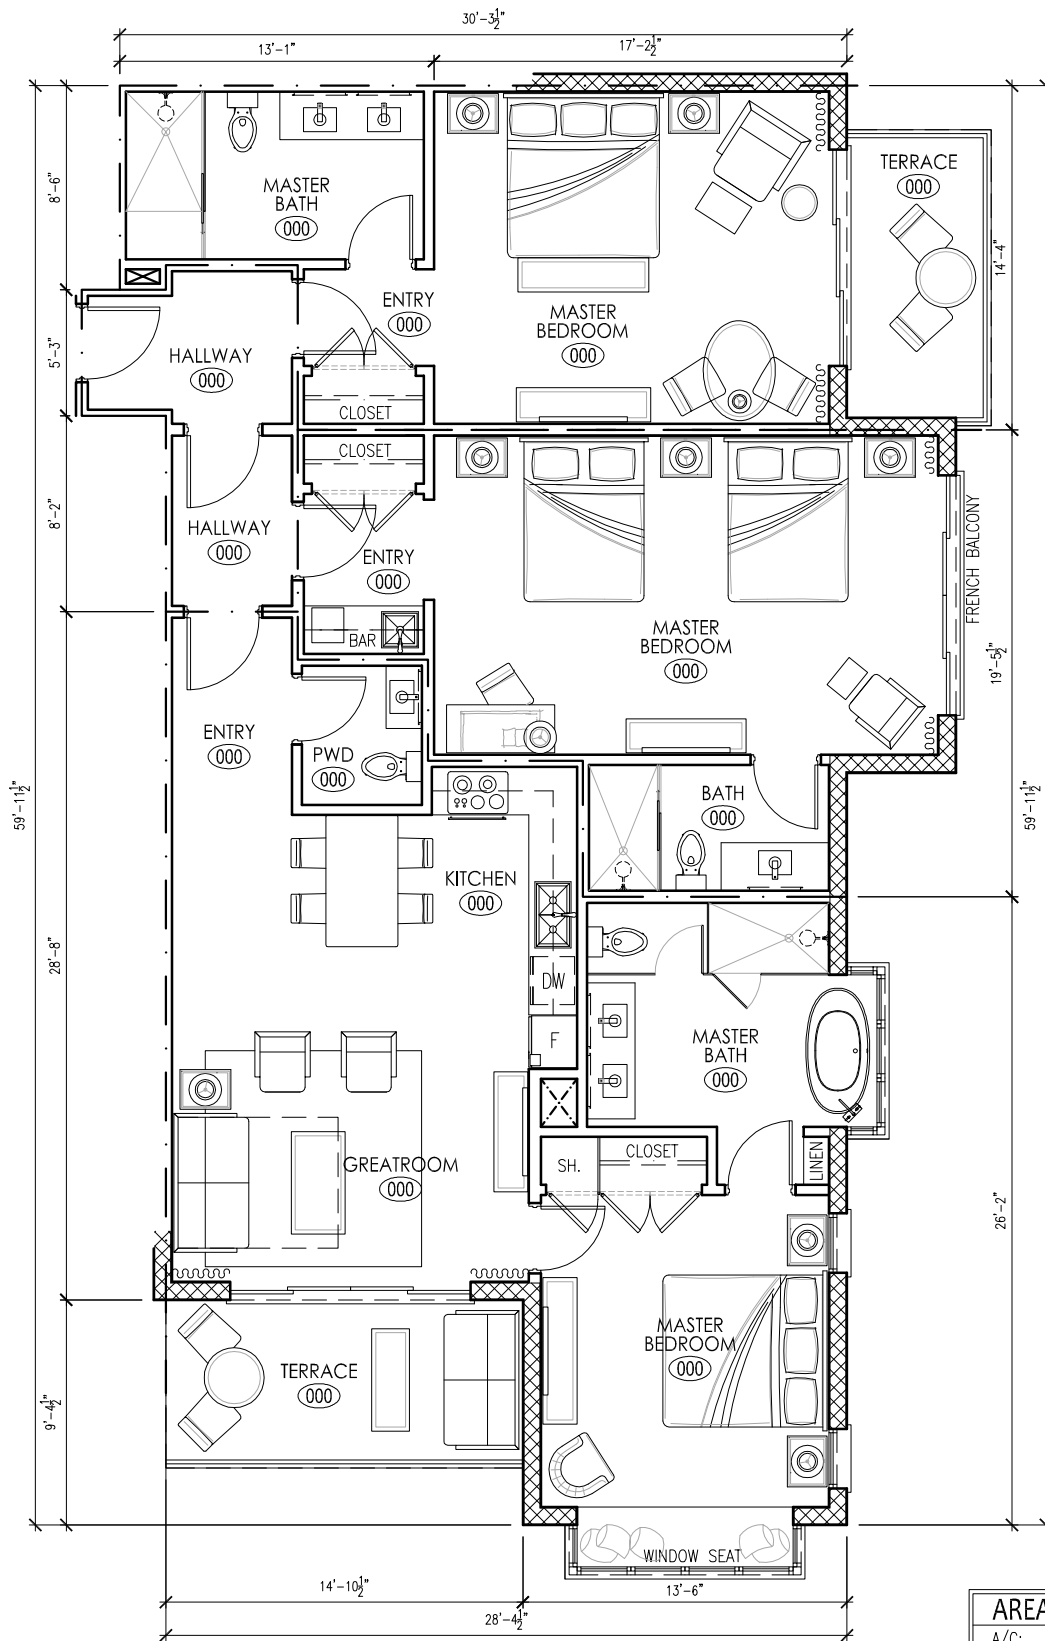 30'-3½"
13'-1"
17'-2½"
8'-6"
MASTER
BATH
000
TERRACE
000
14'-4"
ENTRY
000
MASTER
BEDROOM
000
5'-3"
HALLWAY
000
CLOSET
CLOSET
8'-2"
HALLWAY
000
ENTRY
000
FRENCH BALCONY
BAR
MASTER
BEDROOM
000
19'-5½"
ENTRY
000
PWD
000
59'-11½"
BATH
000
59'-11½"
KITCHEN
000
28'-8"
DW
F
MASTER
BATH
000
GREATROOM
000
SH.
CLOSET
LINEN
26'-2"
MASTER
BEDROOM
000
TERRACE
000
9'-4½"
WINDOW SEAT
14'-10½"
13'-6"
28'-4½"
AREA
A/C: